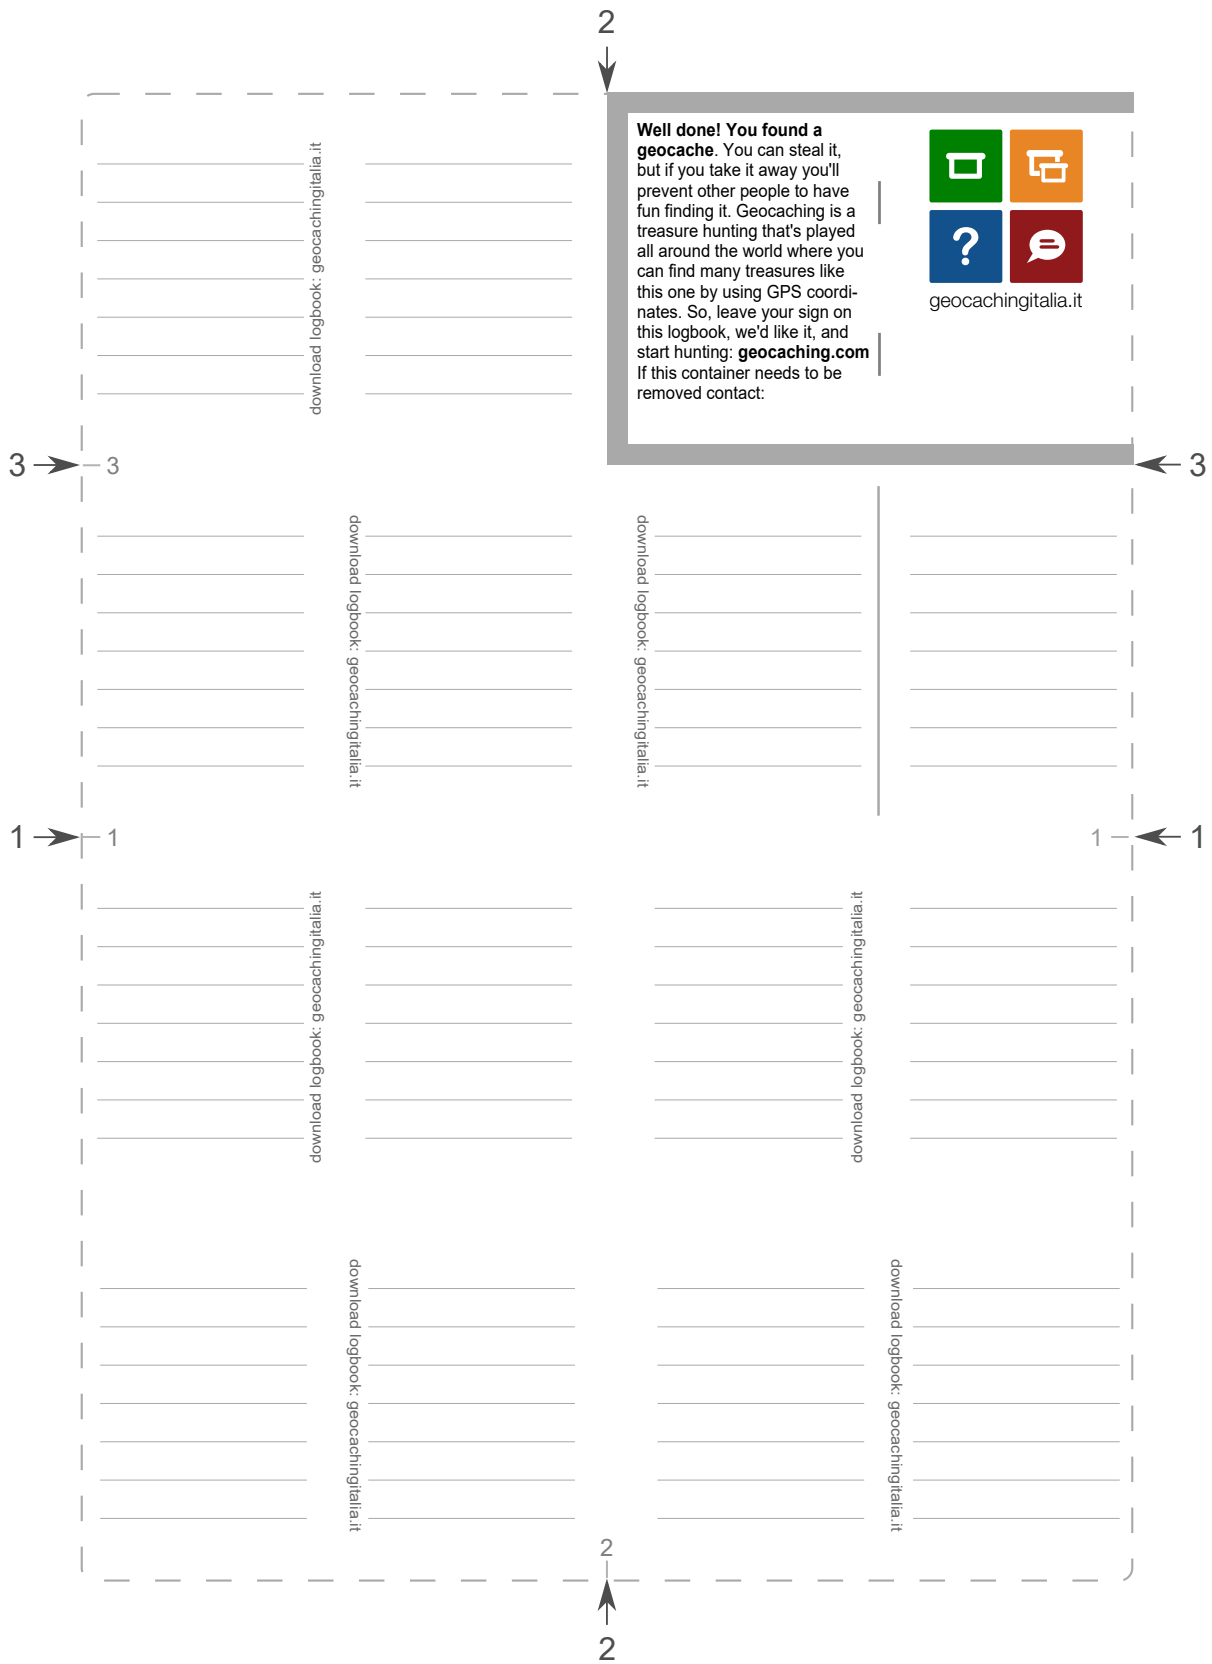 2
Well done! You found a
geocache. You can steal it,
but if you take it away you'll
prevent other people to have
fun finding it. Geocaching is a
treasure hunting that's played
all around the world where you
can find many treasures like
this one by using GPS coordi-
nates. So, leave your sign on
this logbook, we'd like it, and
start hunting: geocaching.com
If this container needs to be
removed contact:
?
geocachingitalia.it
download logbook: geocachingitalia.it
3
3
3
download logbook: geocachingitalia.it
download logbook: geocachingitalia.it
1
1
1
1
download logbook: geocachingitalia.it
download logbook: geocachingitalia.it
download logbook: geocachingitalia.it
download logbook: geocachingitalia.it
2
2